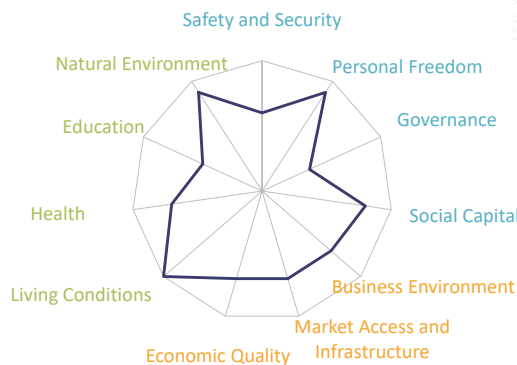 Safety and Security
Natural Environment
Personal Freedom
Education
Governance
Health
Social Capital
Living Conditions
Business Environment
Economic Quality
Market Access and
Infrastructure